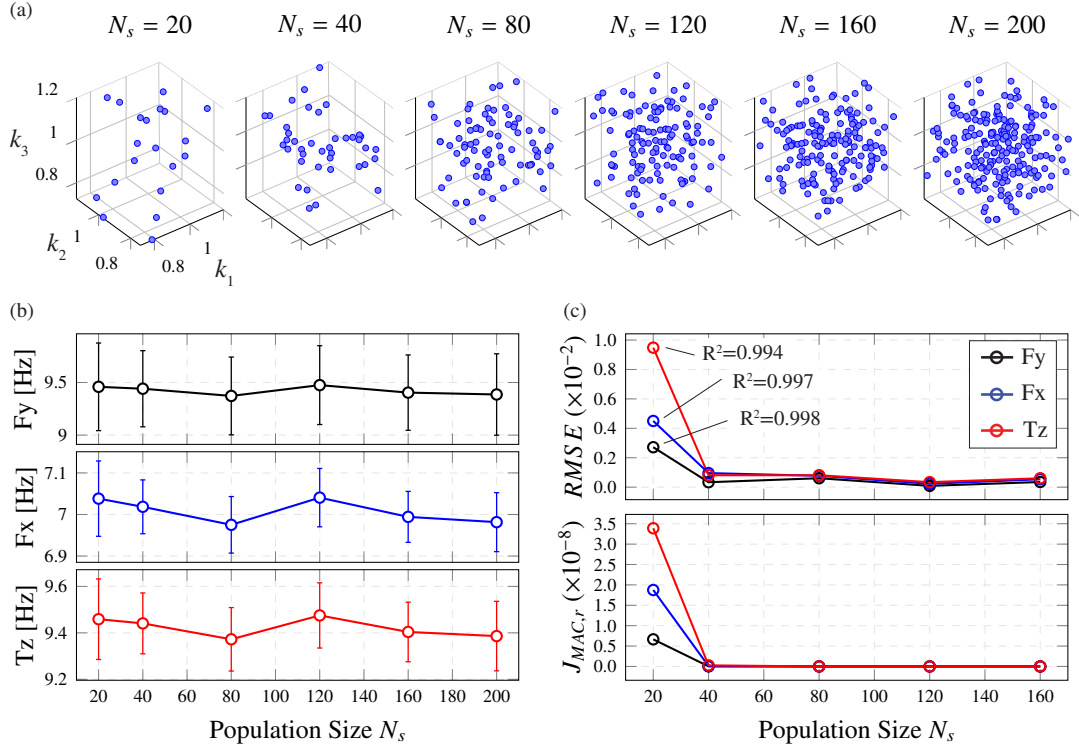 (a)
N_s = 20 N_s = 40 N_s = 80 N_s = 120 N_s = 160 N_s = 200
1.2
1
0.8
k_3
k_2 1 0.8
0.8 1 k_1
(b)
Fy [Hz]
9.5
9
Fx [Hz]
7.1
7
6.9
Tz [Hz]
9.6
9.4
9.2
20 40 60 80 100 120 140 160 180 200
Population Size N_s
(c)
RMSE (×10^-2)
1.0
0.8
0.6
0.4
0.2
0.0
R²=0.994
R²=0.997
R²=0.998
Fy
Fx
Tz
J_MAC,r (×10^-8)
3.5
3.0
2.5
2.0
1.5
1.0
0.5
0.0
20 40 60 80 100 120 140 160
Population Size N_s